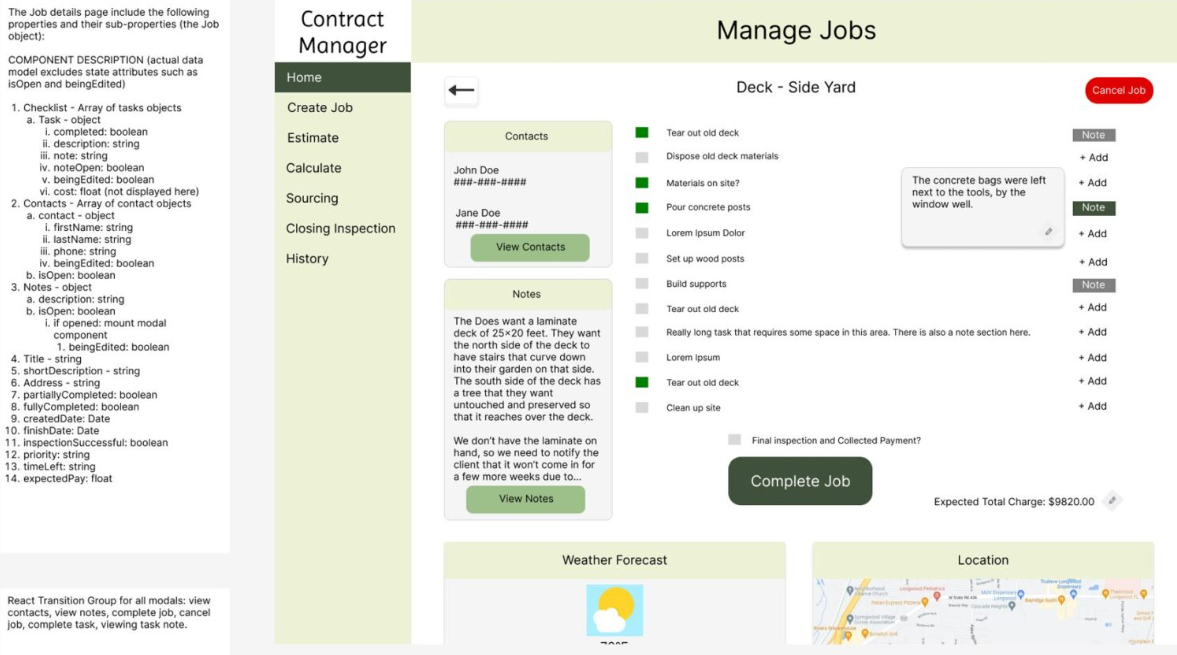 The Job details page include the following
properties and their sub-properties (the Job
object):
COMPONENT DESCRIPTION (actual data
model excludes state attributes such as
isOpen and beingEdited)
1. Checklist - Array of tasks objects
a. Task - object
i. completed: boolean
ii. description: string
iii. note: string
iv. noteOpen: boolean
v. beingEdited: boolean
vi. cost: float (not displayed here)
2. Contacts - Array of contact objects
a. contact - object
i. firstName: string
ii. lastName: string
iii. phone: string
iv. beingEdited: boolean
b. isOpen: boolean
3. Notes - object
a. description: string
b. isOpen: boolean
i. if opened: mount modal
component
1. beingEdited: boolean
4. Title - string
5. shortDescription - string
6. Address - string
7. partiallyCompleted: boolean
8. fullyCompleted: boolean
9. createdDate: Date
10. finishDate: Date
11. inspectionSuccessful: boolean
12. priority: string
13. timeLeft: string
14. expectedPay: float
React Transition Group for all modals: view
contacts, view notes, complete job, cancel
job, complete task, viewing task note.
Contract
Manager
Home
Create Job
Estimate
Calculate
Sourcing
Closing Inspection
History
Manage Jobs
Deck - Side Yard
Cancel Job
Contacts
John Doe
###-###-####
Jane Doe
###-###-####
View Contacts
Notes
The Does want a laminate
deck of 25×20 feet. They want
the north side of the deck to
have stairs that curve down
into their garden on that side.
The south side of the deck has
a tree that they want
untouched and preserved so
that it reaches over the deck.
We don't have the laminate on
hand, so we need to notify the
client that it won't come in for
a few more weeks due to...
View Notes
Tear out old deck
Note
Dispose old deck materials
+ Add
Materials on site?
+ Add
Pour concrete posts
Note
Lorem Ipsum Dolor
+ Add
Set up wood posts
+ Add
Build supports
Note
Tear out old deck
+ Add
Really long task that requires some space in this area. There is also a note section here.
+ Add
Lorem Ipsum
+ Add
Tear out old deck
+ Add
Clean up site
+ Add
The concrete bags were left
next to the tools, by the
window well.
Final inspection and Collected Payment?
Complete Job
Expected Total Charge: $9820.00
Weather Forecast
Location